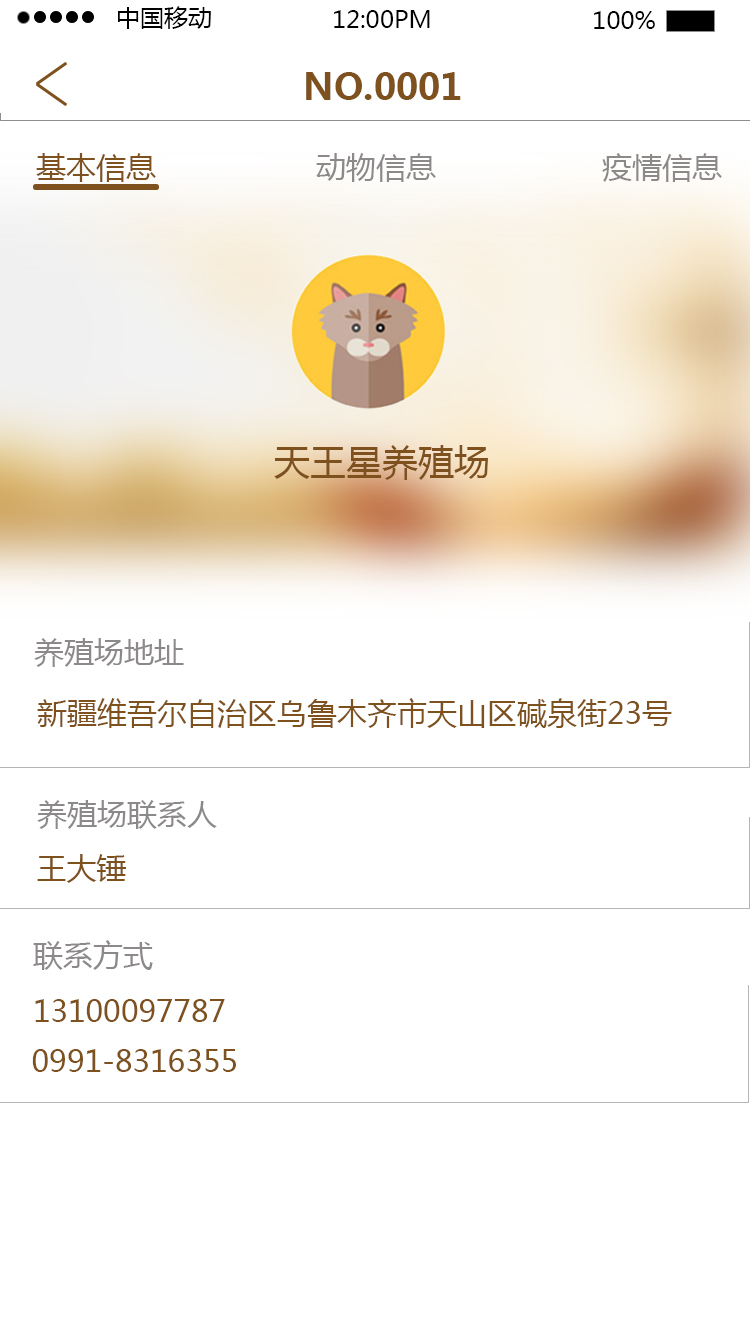 中国移动 12:00PM 100%
NO.0001
基本信息 动物信息 疫情信息
天王星养殖场
养殖场地址
新疆维吾尔自治区乌鲁木齐市天山区碱泉街23号
养殖场联系人
王大锤
联系方式
13100097787
0991-8316355